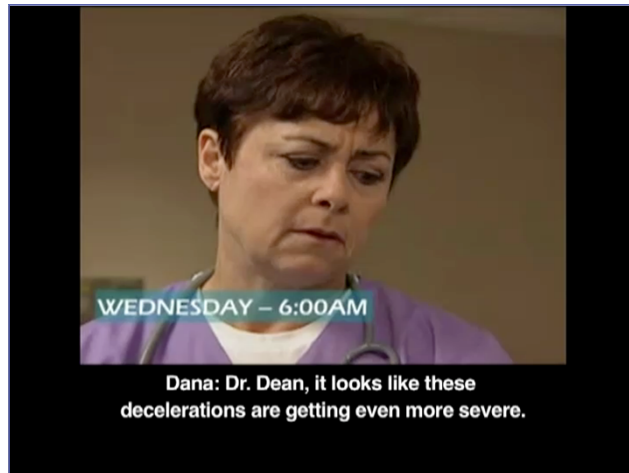 WEDNESDAY – 6:00AM
Dana: Dr. Dean, it looks like these
decelerations are getting even more severe.